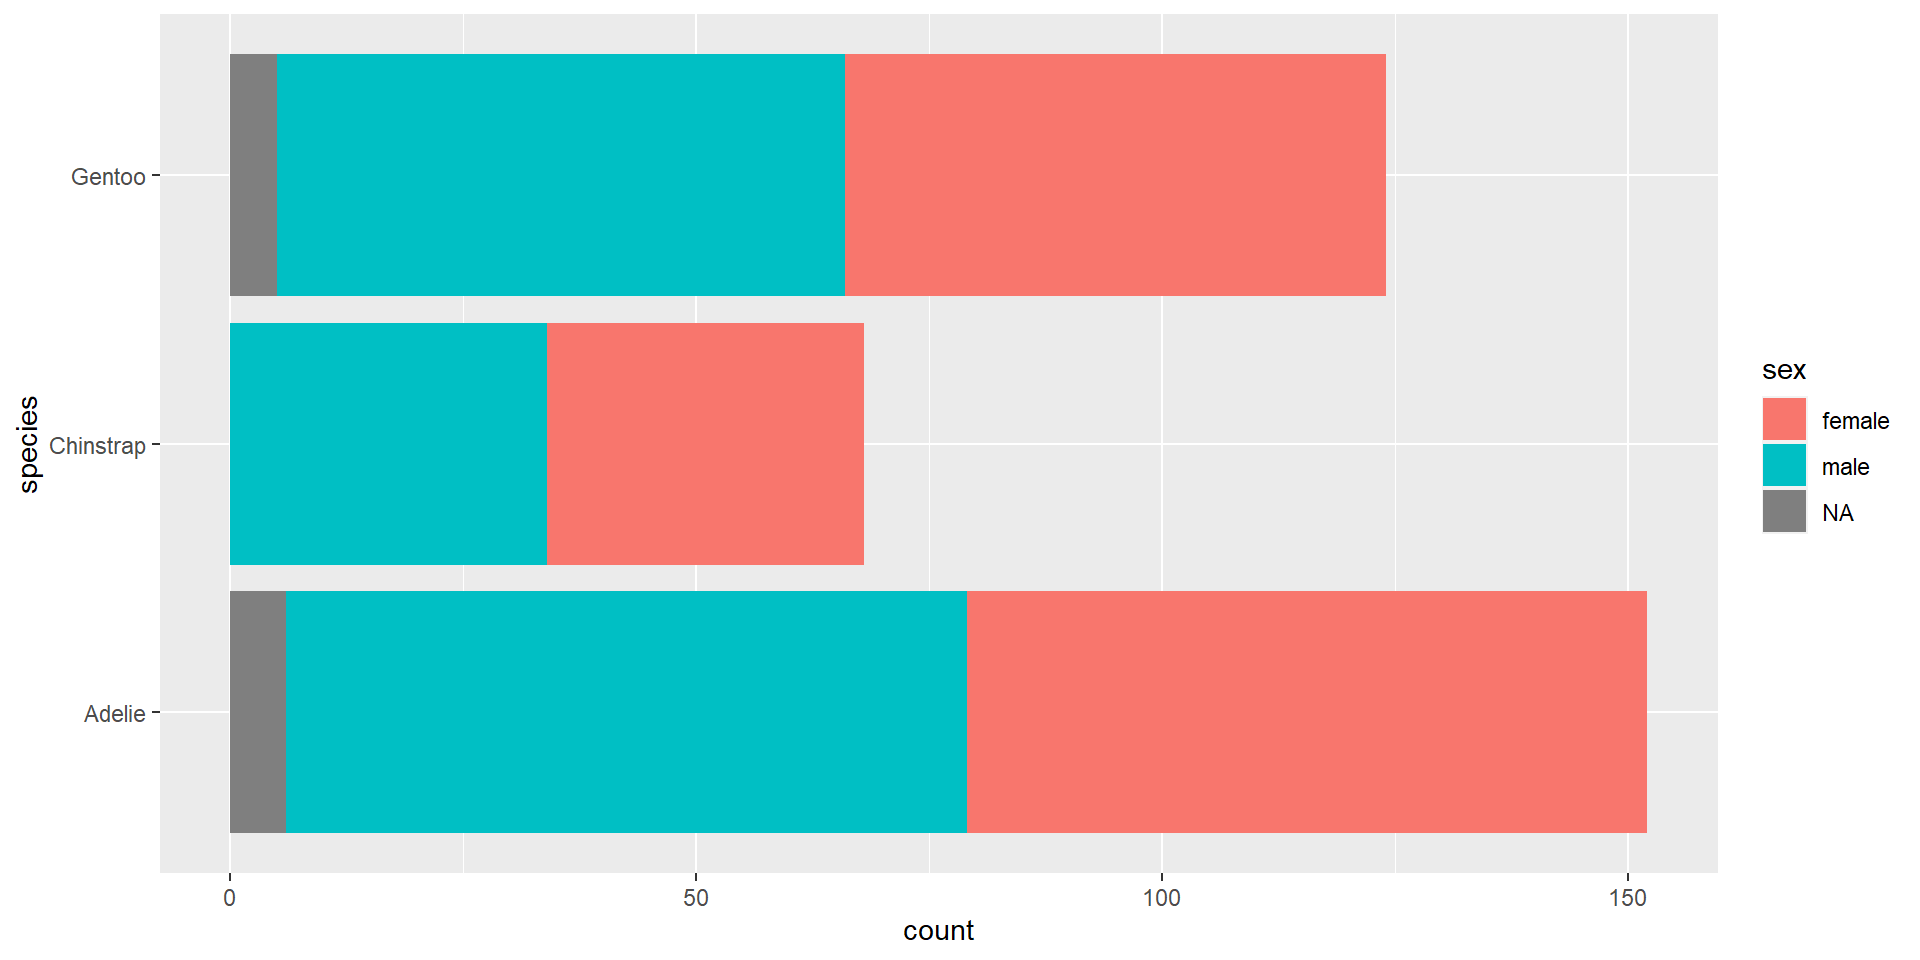 species
Gentoo
Chinstrap
Adelie
0
50
100
150
count
sex
female
male
NA